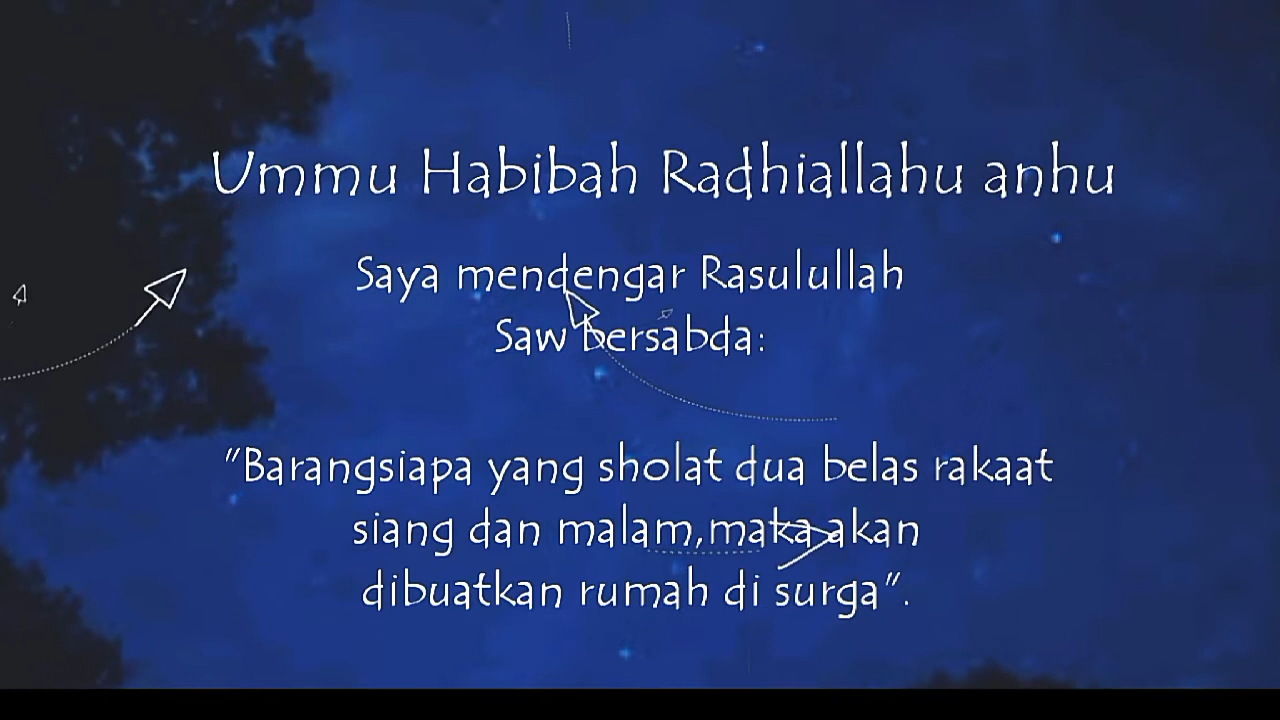 Ummu Habibah Radhiallahu anhu
Saya mendengar Rasulullah
Saw bersabda:
"Barangsiapa yang sholat dua belas rakaat
siang dan malam,maka akan
dibuatkan rumah di surga".